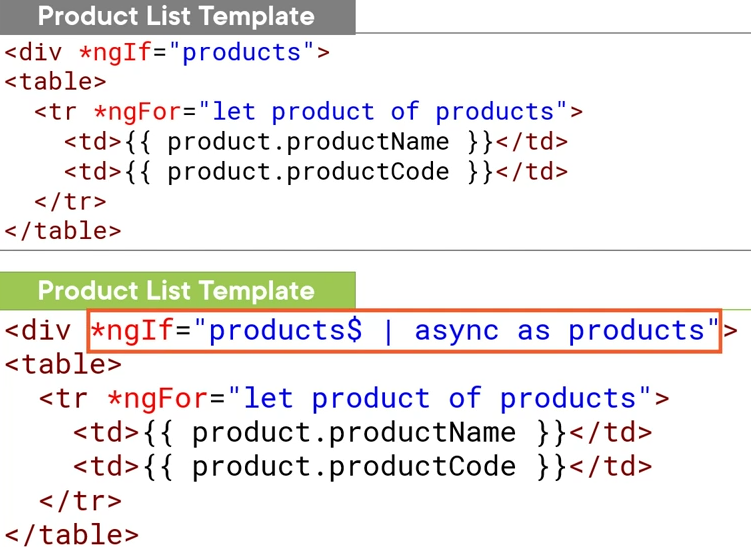 Product List Template
<div *ngIf="products">
<table>
<tr *ngFor="let product of products">
<td>{{ product.productName }}</td>
<td>{{ product.productCode }}</td>
</tr>
</table>
Product List Template
<div *ngIf="products$ | async as products">
<table>
<tr *ngFor="let product of products">
<td>{{ product.productName }}</td>
<td>{{ product.productCode }}</td>
</tr>
</table>